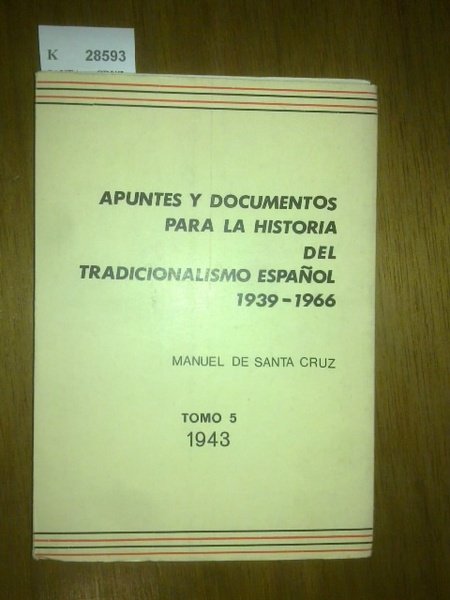 K 28593
APUNTES Y DOCUMENTOS
PARA LA HISTORIA
DEL
TRADICIONALISMO ESPAÑOL
1939-1966
MANUEL DE SANTA CRUZ
TOMO 5
1943